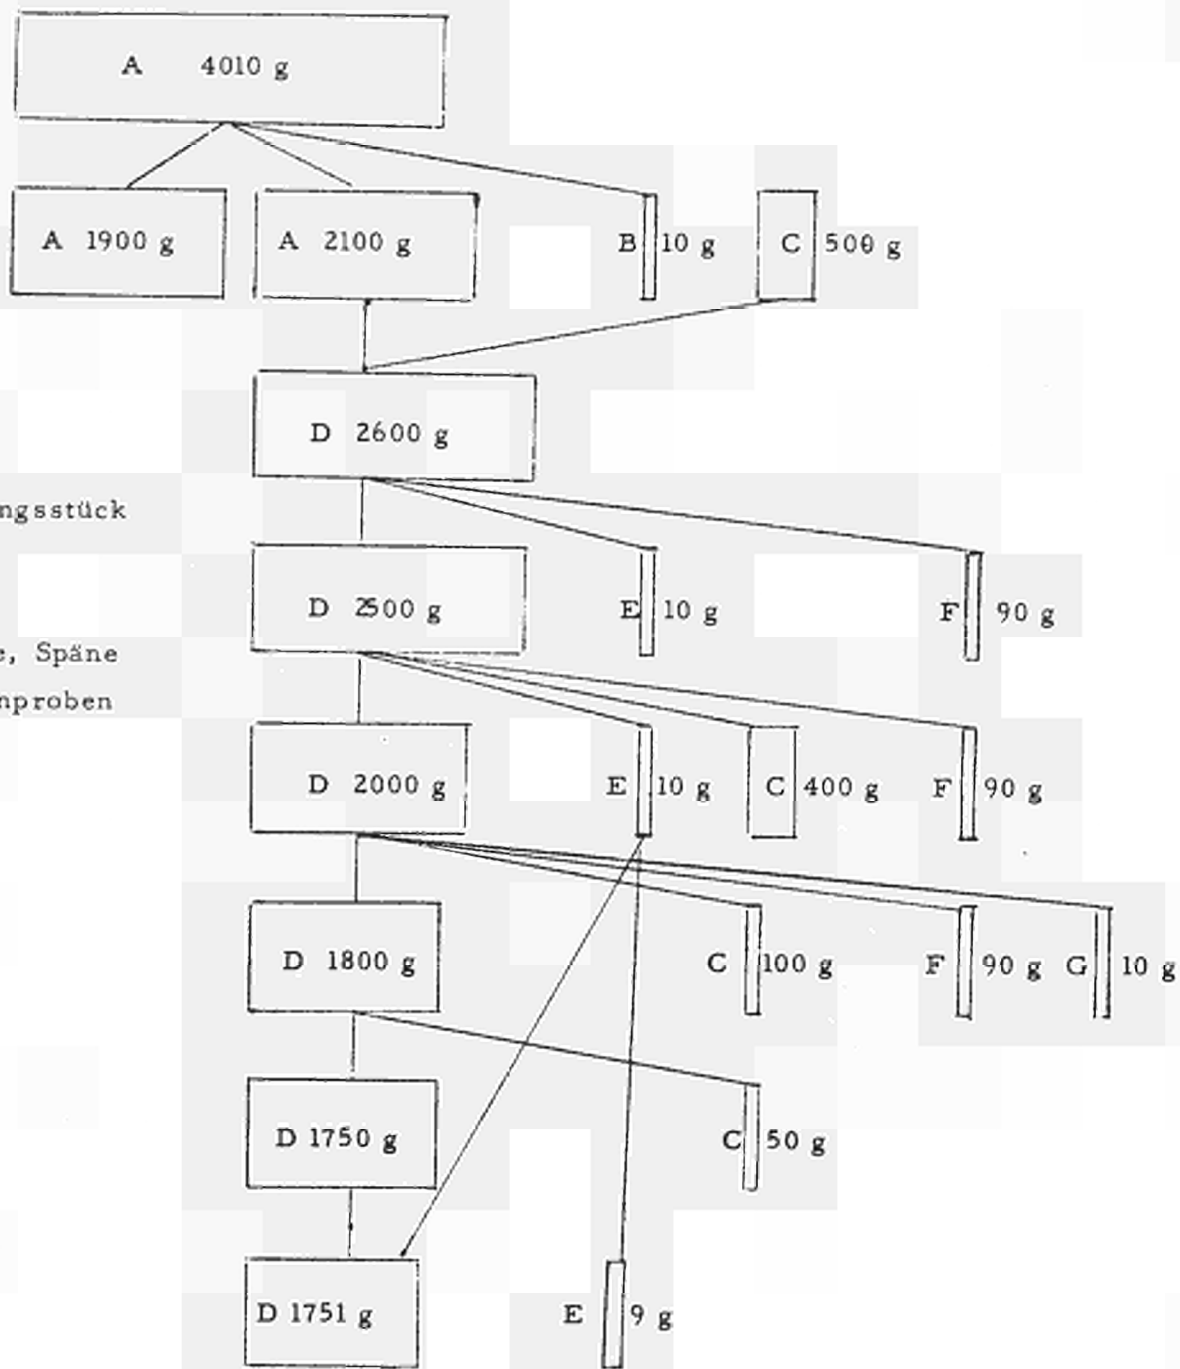 A 4010 g
A 1900 g A 2100 g B 10 g C 500 g
D 2600 g
ngsstück
D 2500 g E 10 g F 90 g
e, Späne
nproben
D 2000 g E 10 g C 400 g F 90 g
D 1800 g C 100 g F 90 g G 10 g
D 1750 g C 50 g
D 1751 g E 9 g